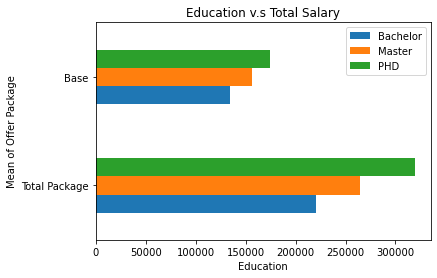 Education v.s Total Salary
Bachelor
Master
PHD
Mean of Offer Package
Base
Total Package
0 50000 100000 150000 200000 250000 300000
Education